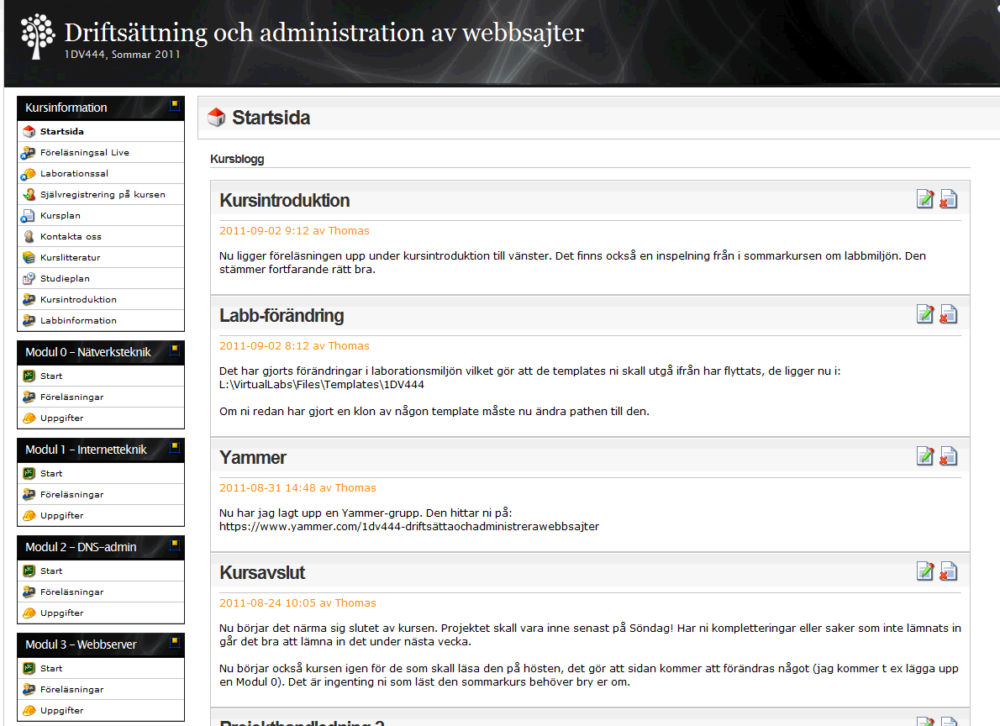 Driftsättning och administration av webbsajter
1DV444, Sommar 2011
Kursinformation
Startsida
Föreläsningsal Live
Laborationssal
Självregistrering på kursen
Kursplan
Kontakta oss
Kurslitteratur
Studieplan
Kursintroduktion
Labbinformation
Modul 0 - Nätverksteknik
Start
Föreläsningar
Uppgifter
Modul 1 - Internetteknik
Start
Föreläsningar
Uppgifter
Modul 2 - DNS-admin
Start
Föreläsningar
Uppgifter
Modul 3 - Webbserver
Start
Föreläsningar
Uppgifter
Startsida
Kursblogg
Kursintroduktion
2011-09-02 9:12 av Thomas
Nu ligger föreläsningen upp under kursintroduktion till vänster. Det finns också en inspelning från i sommarkursen om labbmiljön. Den
stämmer fortfarande rätt bra.
Labb-förändring
2011-09-02 8:12 av Thomas
Det har gjorts förändringar i laborationsmiljön vilket gör att de templates ni skall utgå ifrån har flyttats, de ligger nu i:
L:\VirtualLabs\Files\Templates\1DV444
Om ni redan har gjort en klon av någon template måste nu ändra pathen till den.
Yammer
2011-08-31 14:48 av Thomas
Nu har jag lagt upp en Yammer-grupp. Den hittar ni på:
https://www.yammer.com/1dv444-driftsättaochadministrerawebbsajter
Kursavslut
2011-08-24 10:05 av Thomas
Nu börjar det närma sig slutet av kursen. Projektet skall vara inne senast på Söndag! Har ni kompletteringar eller saker som inte lämnats in
går det bra att lämna in det under nästa vecka.
Nu börjar också kursen igen för de som skall läsa den på hösten, det gör att sidan kommer att förändras något (jag kommer t ex lägga upp
en Modul 0). Det är ingenting ni som läst den sommarkurs behöver bry er om.
Projekthandledning 2